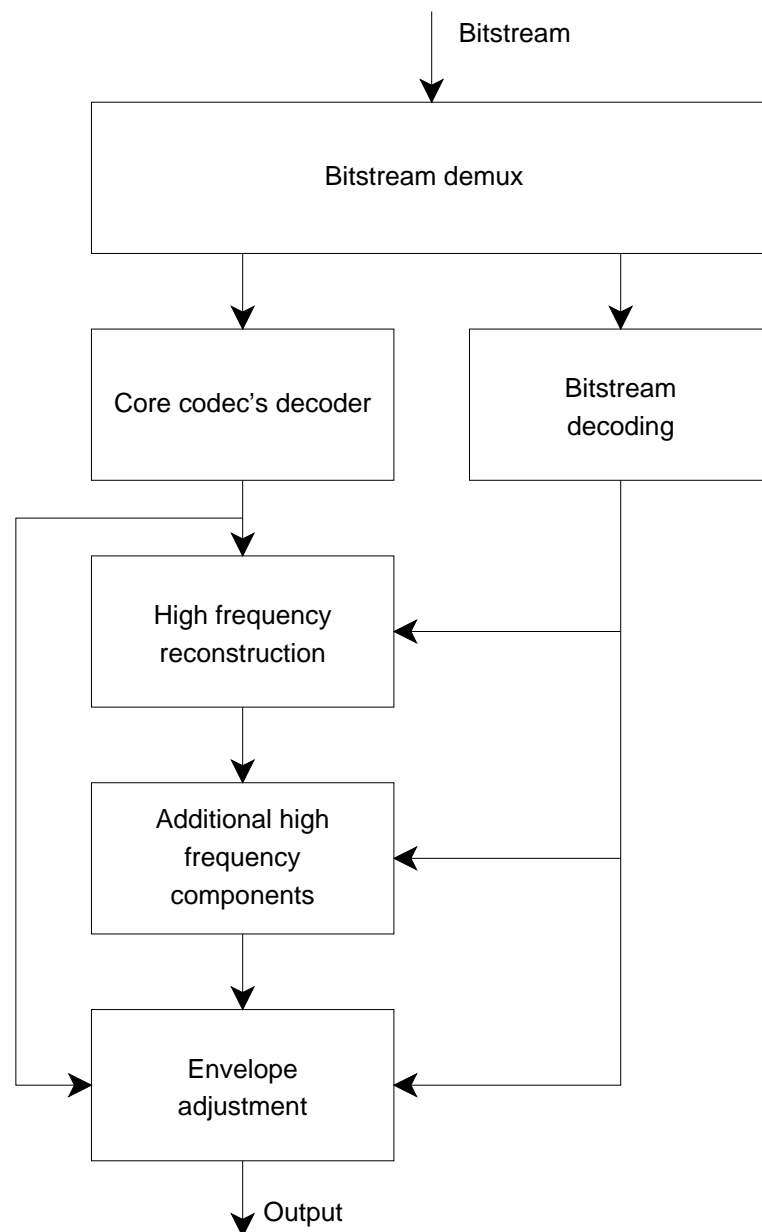 Bitstream
Bitstream demux
Core codec's decoder
Bitstream
decoding
High frequency
reconstruction
Additional high
frequency
components
Envelope
adjustment
Output